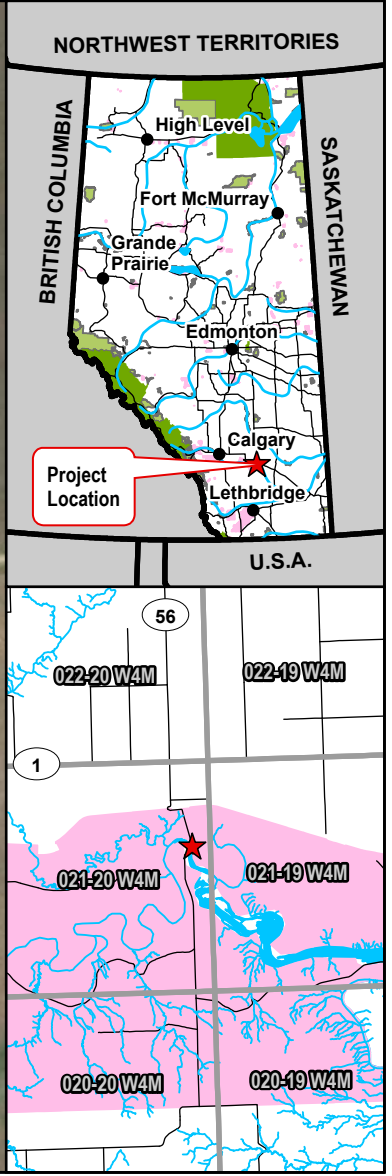 NORTHWEST TERRITORIES
BRITISH COLUMBIA
SASKATCHEWAN
High Level
Fort McMurray
Grande
Prairie
Edmonton
Calgary
Project
Location
Lethbridge
U.S.A.
56
022-20 W4M
022-19 W4M
1
021-20 W4M
021-19 W4M
020-20 W4M
020-19 W4M